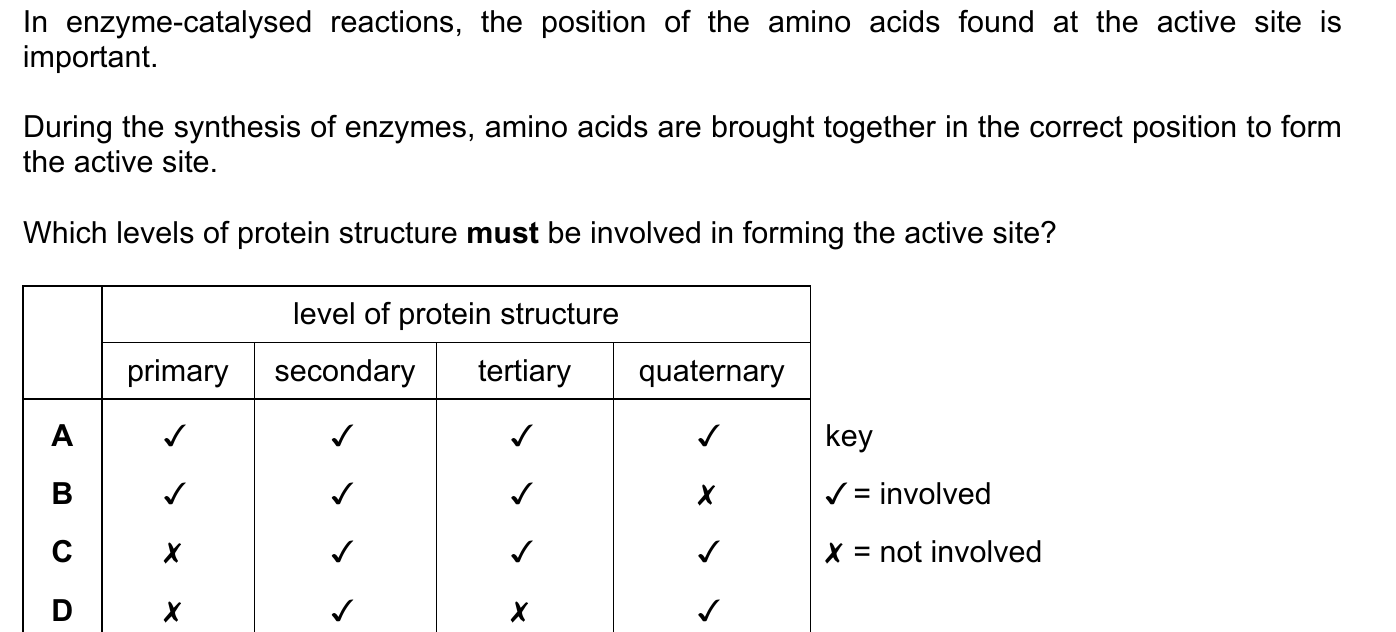 In enzyme-catalysed reactions, the position of the amino acids found at the active site is
important.
During the synthesis of enzymes, amino acids are brought together in the correct position to form
the active site.
Which levels of protein structure must be involved in forming the active site?
level of protein structure
primary secondary tertiary quaternary
A ✓ ✓ ✓ ✓ key
B ✓ ✓ ✓ ✗ ✓ = involved
C ✗ ✓ ✓ ✓ ✗ = not involved
D ✗ ✓ ✗ ✓